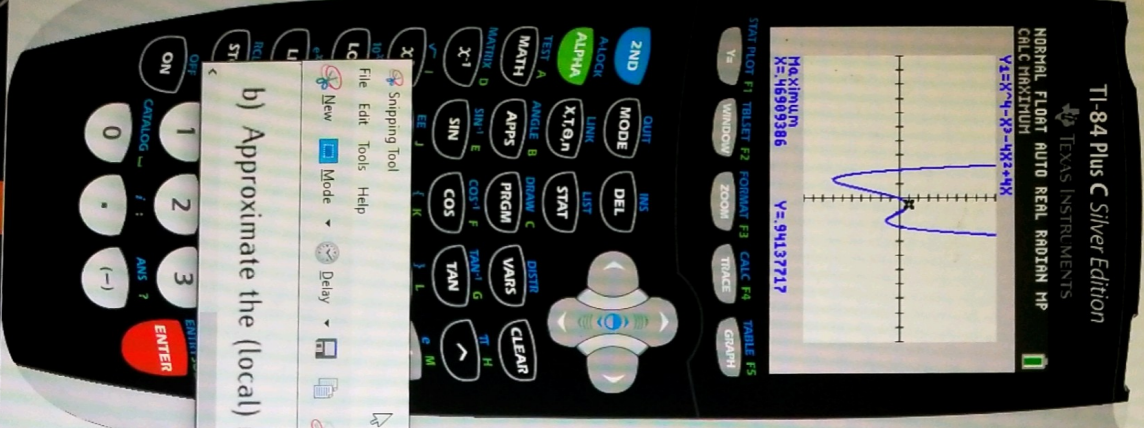 TI-84 Plus C Silver Edition
TEXAS INSTRUMENTS
NORMAL FLOAT AUTO REAL RADIAN MP
CALC MAXIMUM
Y1=X^4-X3-4X2+4X
Maximum
X=.46909386 Y=.94137717
STAT PLOT F1 TBLSET F2 FORMAT F3 CALC F4 TABLE F5
Y= WINDOW ZOOM TRACE GRAPH
QUIT INS
2ND MODE DEL
A-LOCK LINK LIST
ALPHA X,T,Θ,n STAT
TEST A ANGLE B DRAW C DISTR
MATH APPS PRGM VARS CLEAR
MATRIX D SIN⁻¹ E COS⁻¹ F TAN⁻¹ G π H
X⁻¹ SIN COS TAN ^
√ I EE J { K } L e M
Snipping Tool
File Edit Tools Help
New Mode Delay
b) Approximate the (local)
1 2 3
OFF CATALOG i : ANS ?
ON 0 . (−) ENTER